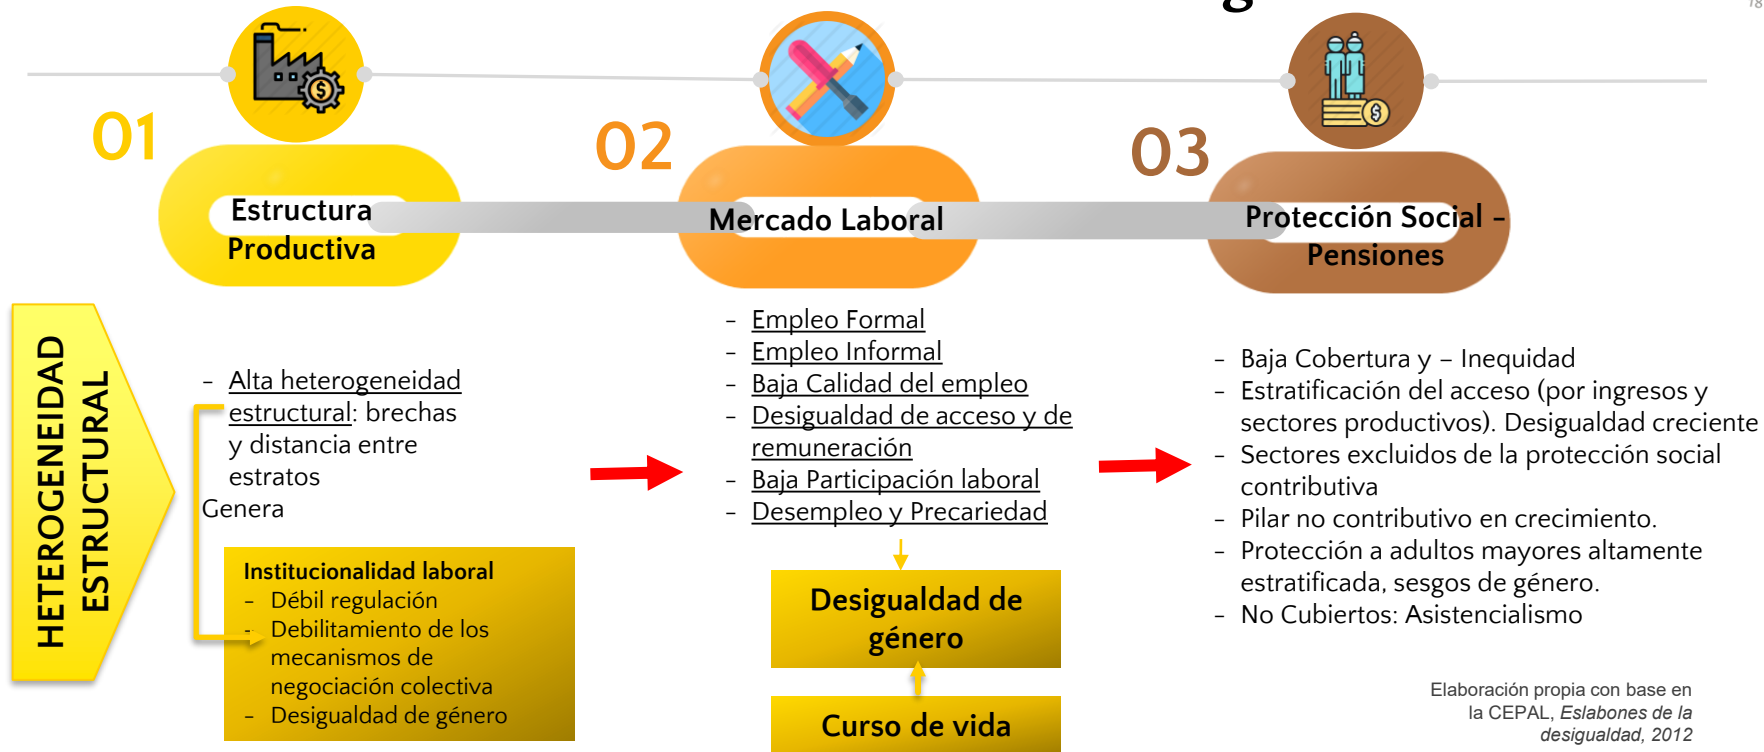 18
01
Estructura
Productiva
02
Mercado Laboral
03
Protección Social –
Pensiones
HETEROGENEIDAD
ESTRUCTURAL
- Alta heterogeneidad
estructural: brechas
y distancia entre
estratos
Genera
Institucionalidad laboral
- Débil regulación
- Debilitamiento de los
mecanismos de
negociación colectiva
- Desigualdad de género
- Empleo Formal
- Empleo Informal
- Baja Calidad del empleo
- Desigualdad de acceso y de
remuneración
- Baja Participación laboral
- Desempleo y Precariedad
Desigualdad de
género
Curso de vida
- Baja Cobertura y – Inequidad
- Estratificación del acceso (por ingresos y
sectores productivos). Desigualdad creciente
- Sectores excluidos de la protección social
contributiva
- Pilar no contributivo en crecimiento.
- Protección a adultos mayores altamente
estratificada, sesgos de género.
- No Cubiertos: Asistencialismo
Elaboración propia con base en
la CEPAL, Eslabones de la
desigualdad, 2012